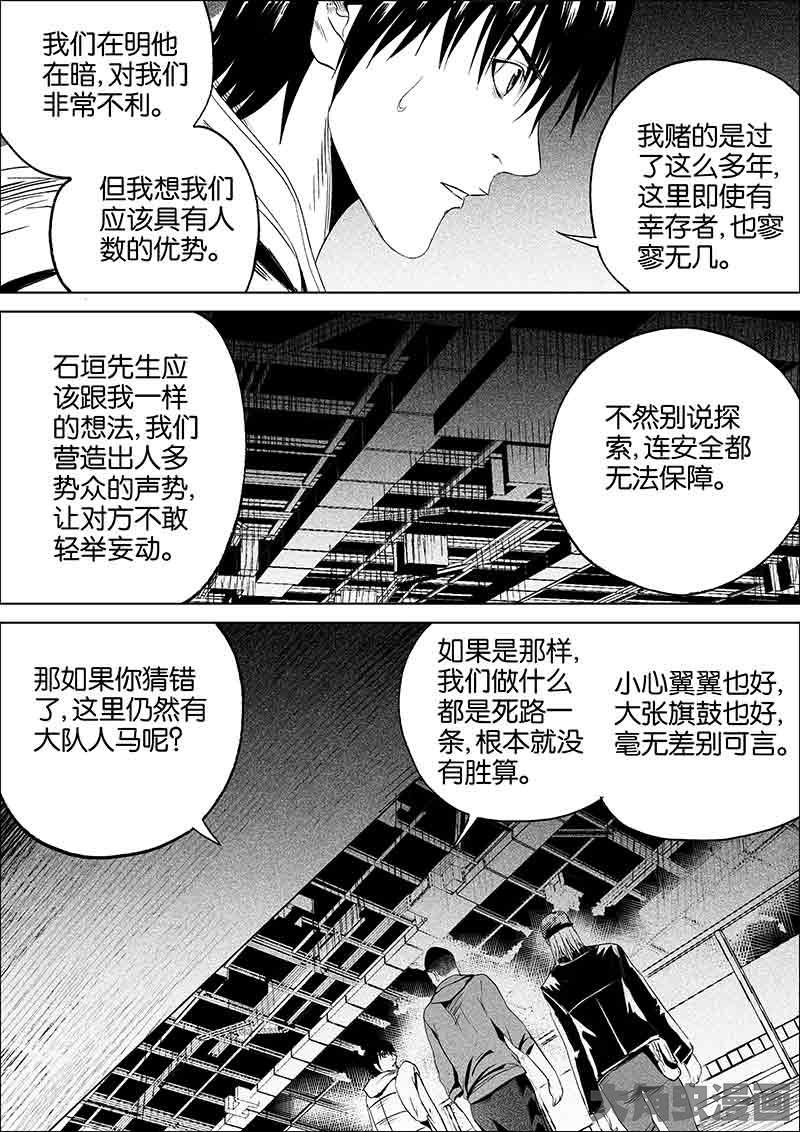 我们在明他
在暗,对我们
非常不利。
但我想我们
应该具有人
数的优势。
我赌的是过
了这么多年,
这里即使有
幸存者,也寥
寥无几。
石垣先生应
该跟我一样
的想法,我们
营造出人多
势众的声势,
让对方不敢
轻举妄动。
不然别说探
索,连安全都
无法保障。
那如果你猜错
了,这里仍然有
大队人马呢?
如果是那样,
我们做什么
都是死路一
条,根本就没
有胜算。
小心翼翼也好,
大张旗鼓也好,
毫无差别可言。
大角虫漫画